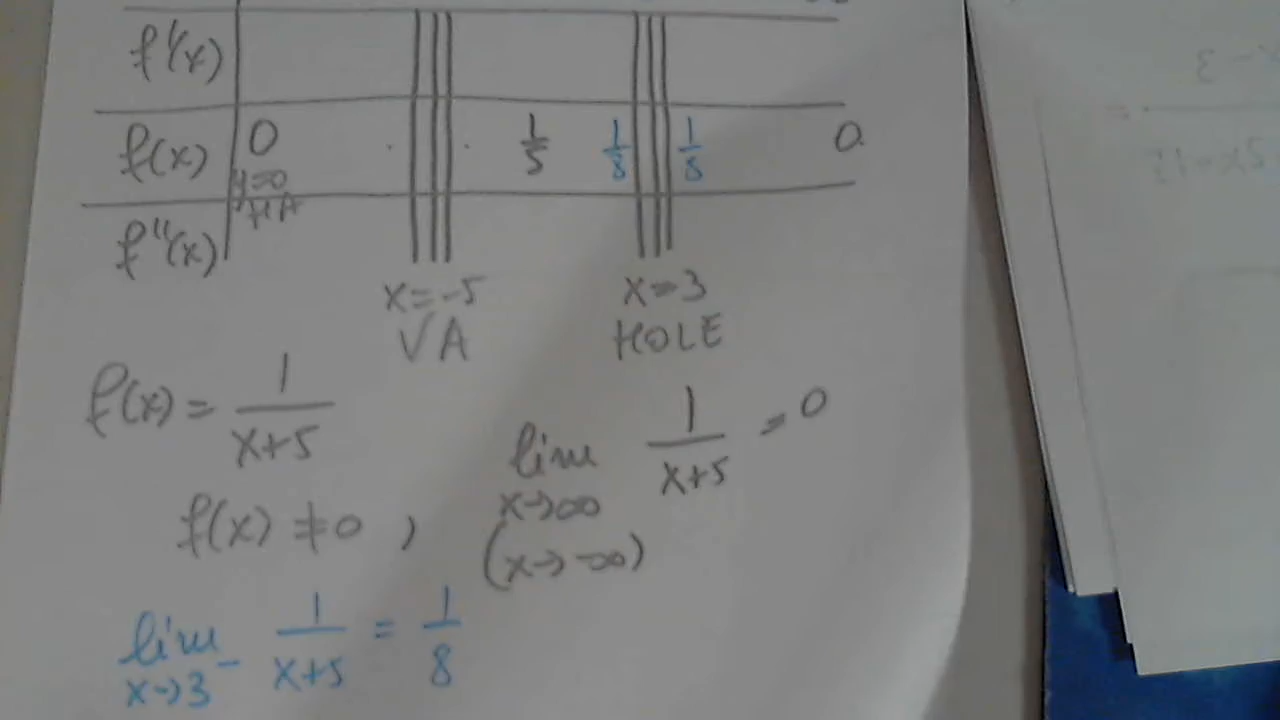 f'(x)
f(x) 0 1/5 1/8 1/8 0
y=0
HA
f''(x)
x=-5 x=3
VA HOLE
f(x) = 1/(x+5)
lim x→∞ 1/(x+5) = 0
f(x) ≠ 0 , (x→-∞)
lim x→3⁻ 1/(x+5) = 1/8